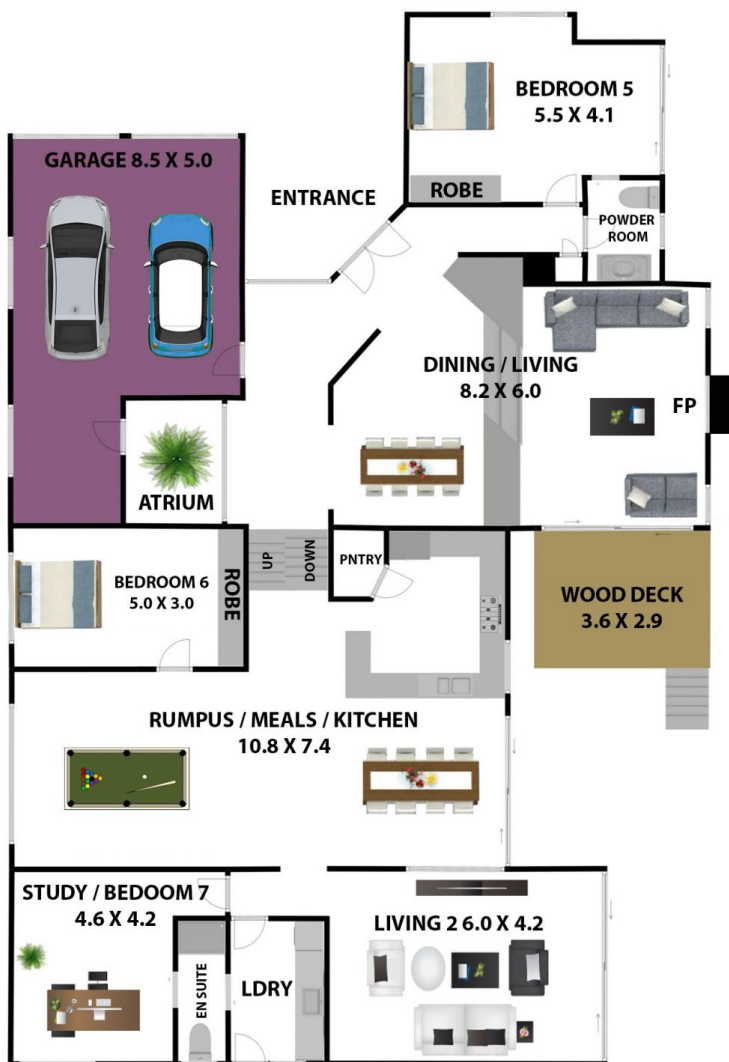 BEDROOM 5
5.5 X 4.1
ROBE
POWDER
ROOM
GARAGE 8.5 X 5.0
ENTRANCE
DINING / LIVING
8.2 X 6.0
FP
ATRIUM
UP
DOWN
PNTRY
BEDROOM 6
5.0 X 3.0
ROBE
WOOD DECK
3.6 X 2.9
RUMPUS / MEALS / KITCHEN
10.8 X 7.4
STUDY / BEDOOM 7
4.6 X 4.2
EN SUITE
LDRY
LIVING 2 6.0 X 4.2